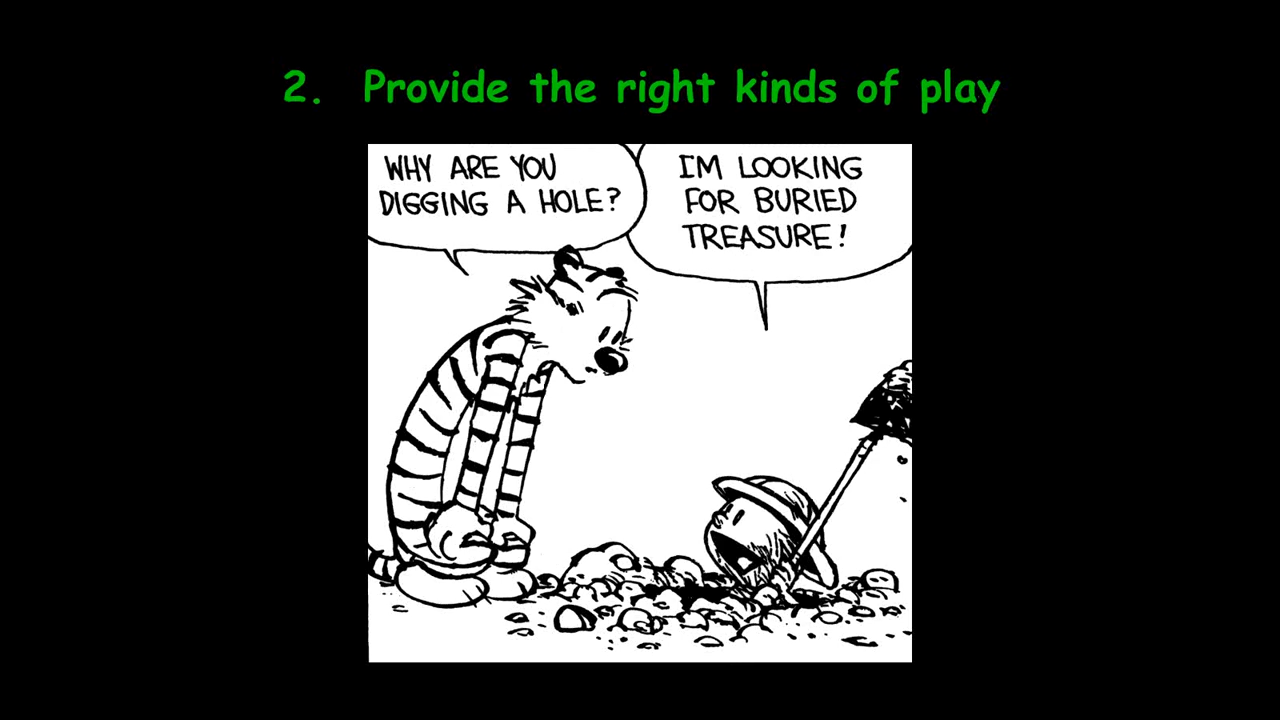 2. Provide the right kinds of play
WHY ARE YOU
DIGGING A HOLE?
I'M LOOKING
FOR BURIED
TREASURE!